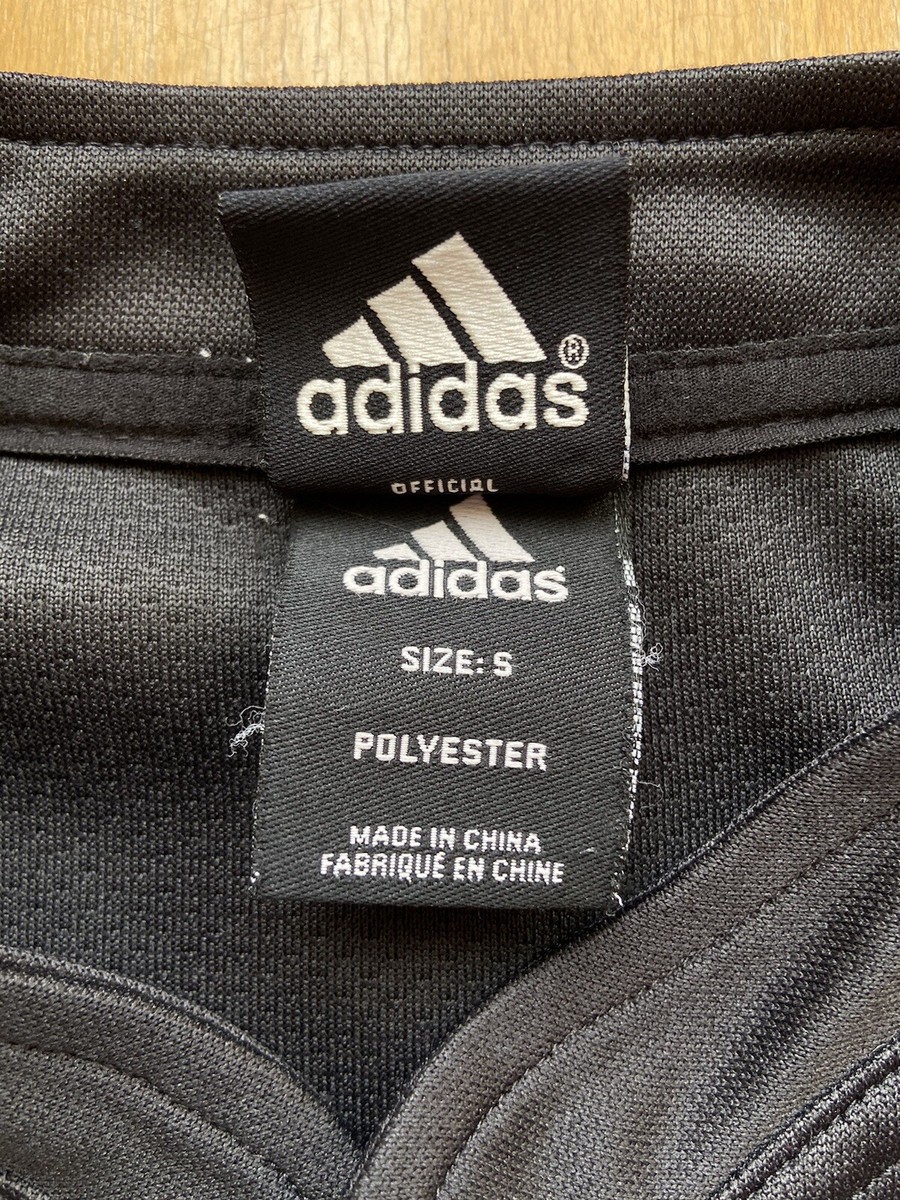 adidas®
OFFICIAL
adidas
SIZE: S
POLYESTER
MADE IN CHINA
FABRIQUÉ EN CHINE